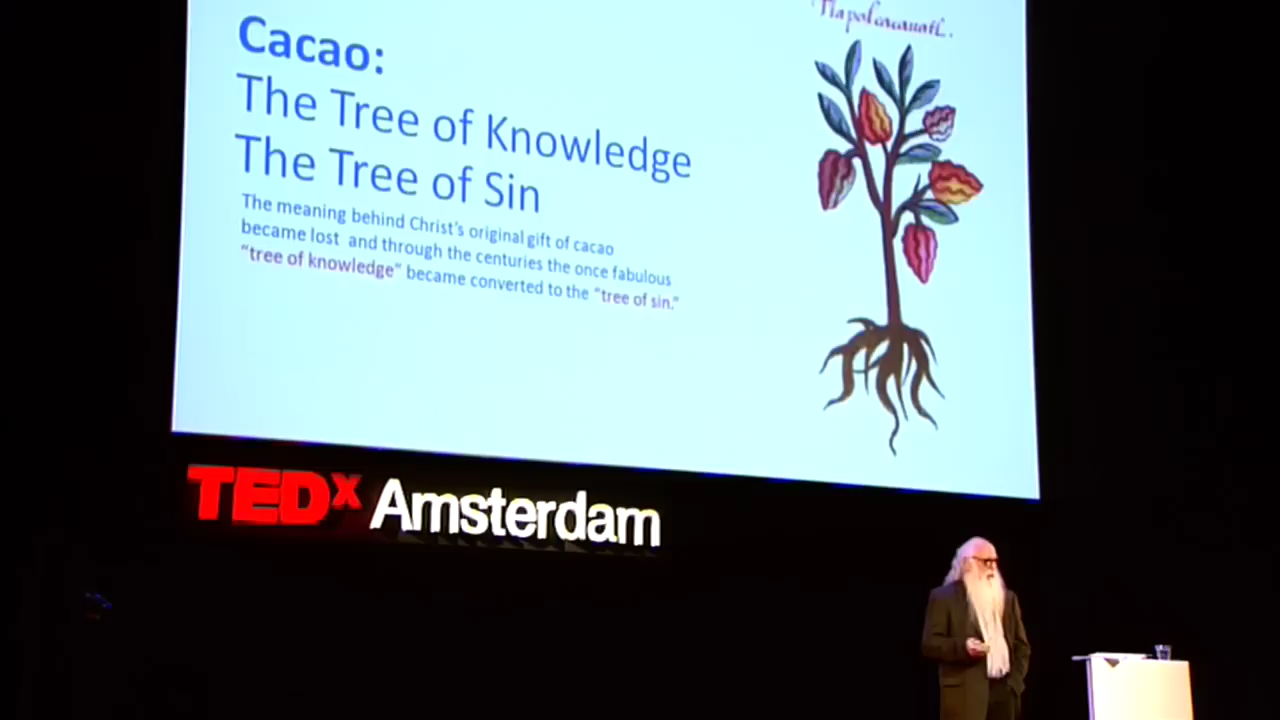 Tlapolcacauatl.
Cacao:
The Tree of Knowledge
The Tree of Sin
The meaning behind Christ's original gift of cacao
became lost and through the centuries the once fabulous
"tree of knowledge" became converted to the "tree of sin."
TEDx Amsterdam